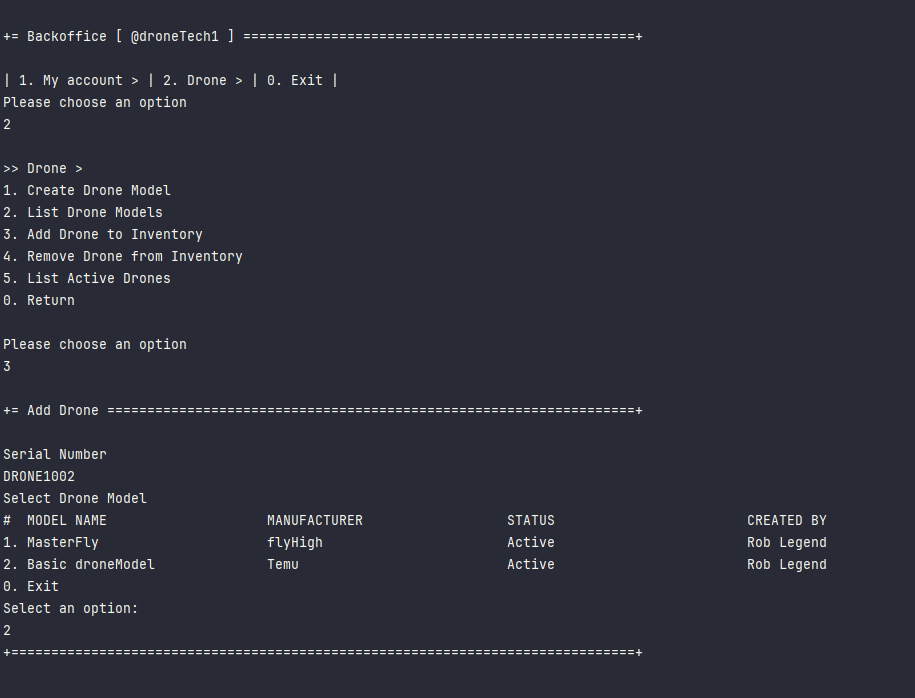 += Backoffice [ @droneTech1 ] =================================================+
| 1. My account > | 2. Drone > | 0. Exit |
Please choose an option
2
>> Drone >
1. Create Drone Model
2. List Drone Models
3. Add Drone to Inventory
4. Remove Drone from Inventory
5. List Active Drones
0. Return
Please choose an option
3
+= Add Drone ==================================================================+
Serial Number
DRONE1002
Select Drone Model
#  MODEL NAME                    MANUFACTURER                  STATUS                        CREATED BY
1. MasterFly                     flyHigh                       Active                        Rob Legend
2. Basic droneModel              Temu                          Active                        Rob Legend
0. Exit
Select an option:
2
+==============================================================================+